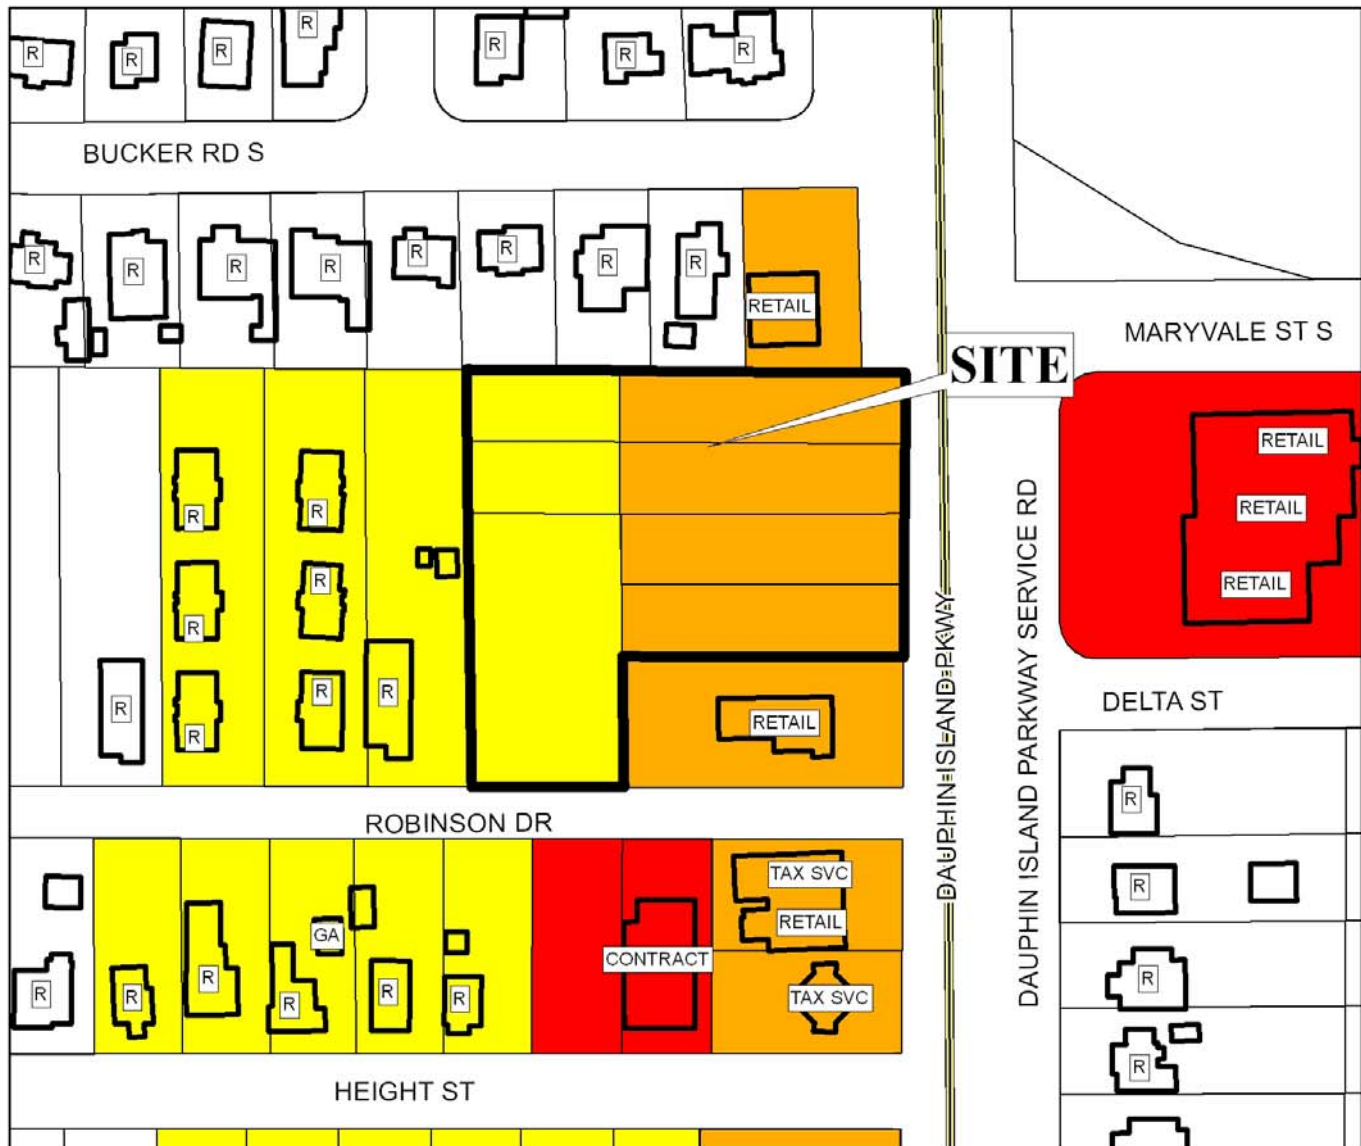 R
R
R
R
R
R
R
BUCKER RD S
R
R
R
R
R
R
R
R
RETAIL
MARYVALE ST S
SITE
RETAIL
RETAIL
RETAIL
R
R
R
R
R
R
R
R
DAUPHIN ISLAND PKWY
DAUPHIN ISLAND PARKWAY SERVICE RD
RETAIL
DELTA ST
R
ROBINSON DR
TAX SVC
RETAIL
R
GA
CONTRACT
R
R
R
R
R
R
TAX SVC
R
R
HEIGHT ST